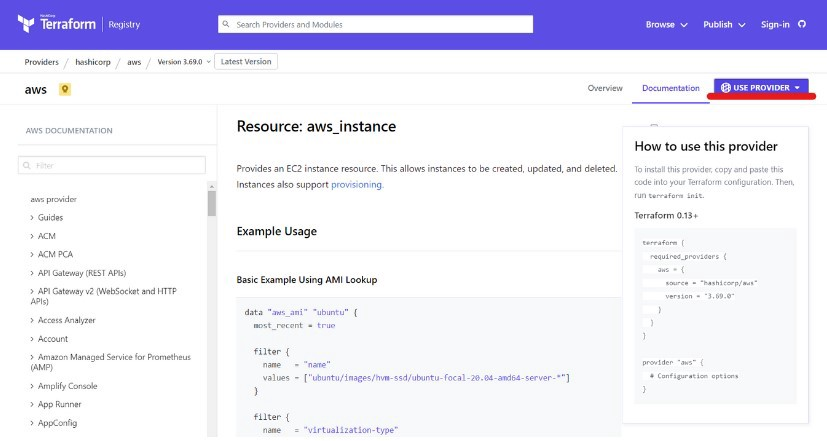 HashiCorp
Terraform | Registry
Search Providers and Modules
Browse
Publish
Sign-in
Providers / hashicorp / aws / Version 3.69.0
Latest Version
aws
Overview
Documentation
USE PROVIDER
AWS DOCUMENTATION
Filter
aws provider
> Guides
> ACM
> ACM PCA
> API Gateway (REST APIs)
> API Gateway v2 (WebSocket and HTTP
APIs)
> Access Analyzer
> Account
> Amazon Managed Service for Prometheus
(AMP)
> Amplify Console
> App Runner
> AppConfig
Resource: aws_instance
Provides an EC2 instance resource. This allows instances to be created, updated, and deleted.
Instances also support provisioning.
Example Usage
Basic Example Using AMI Lookup
data "aws_ami" "ubuntu" {
most_recent = true
filter {
name   = "name"
values = ["ubuntu/images/hvm-ssd/ubuntu-focal-20.04-amd64-server-*"]
}
filter {
name   = "virtualization-type"
How to use this provider
To install this provider, copy and paste this
code into your Terraform configuration. Then,
run terraform init.
Terraform 0.13+
terraform {
required_providers {
aws = {
source = "hashicorp/aws"
version = "3.69.0"
}
}
}
provider "aws" {
# Configuration options
}